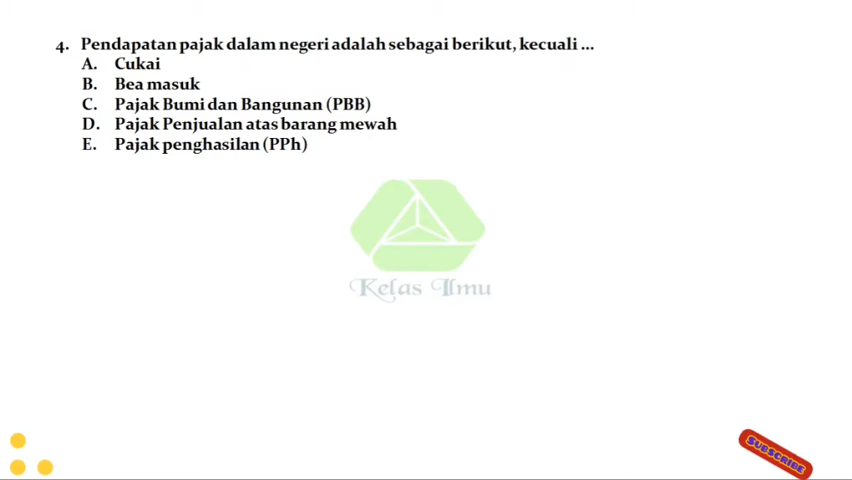 4. Pendapatan pajak dalam negeri adalah sebagai berikut, kecuali ...
A. Cukai
B. Bea masuk
C. Pajak Bumi dan Bangunan (PBB)
D. Pajak Penjualan atas barang mewah
E. Pajak penghasilan (PPh)
Kelas Ilmu
SUBSCRIBE